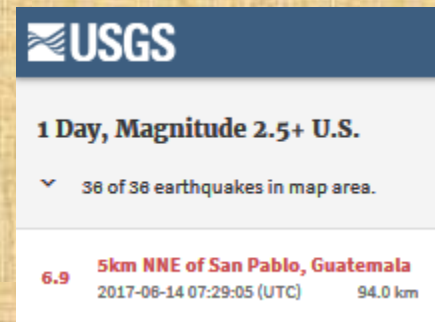 USGS
1 Day, Magnitude 2.5+ U.S.
36 of 36 earthquakes in map area.
6.9 5km NNE of San Pablo, Guatemala
2017-06-14 07:29:05 (UTC) 94.0 km